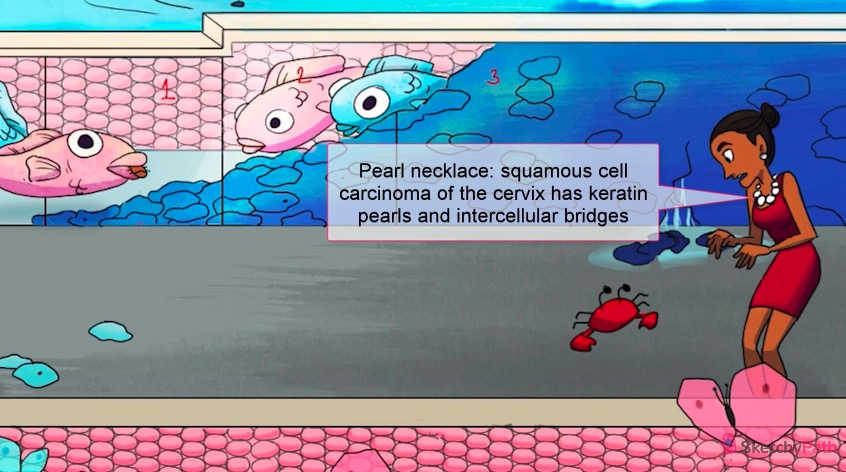 1
2
3
Pearl necklace: squamous cell
carcinoma of the cervix has keratin
pearls and intercellular bridges
SketchyPath